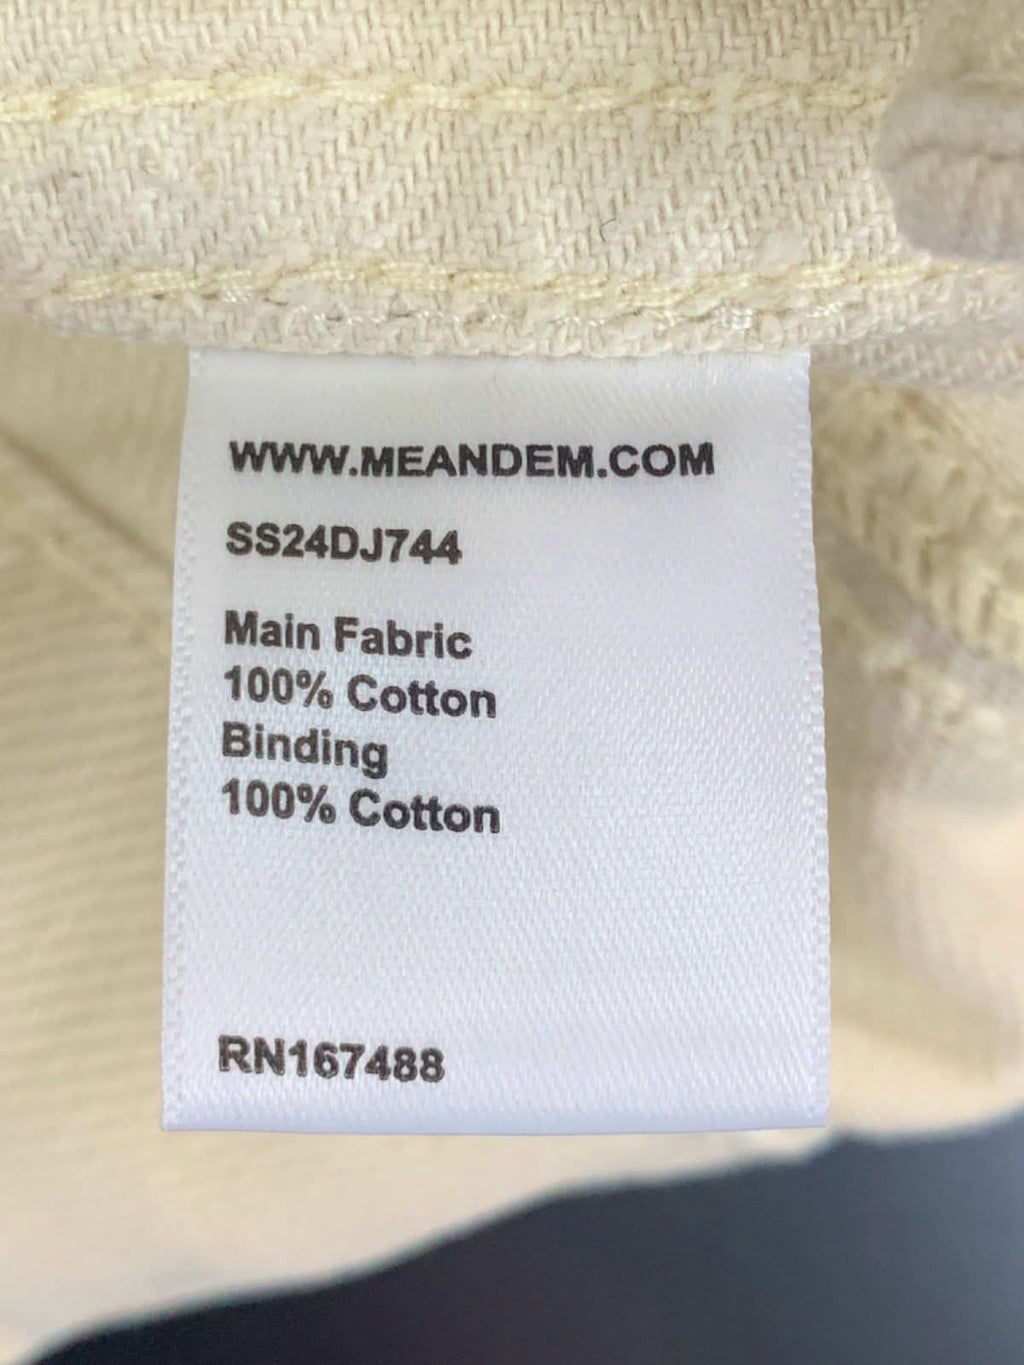 WWW.MEANDEM.COM
SS24DJ744
Main Fabric
100% Cotton
Binding
100% Cotton
RN167488